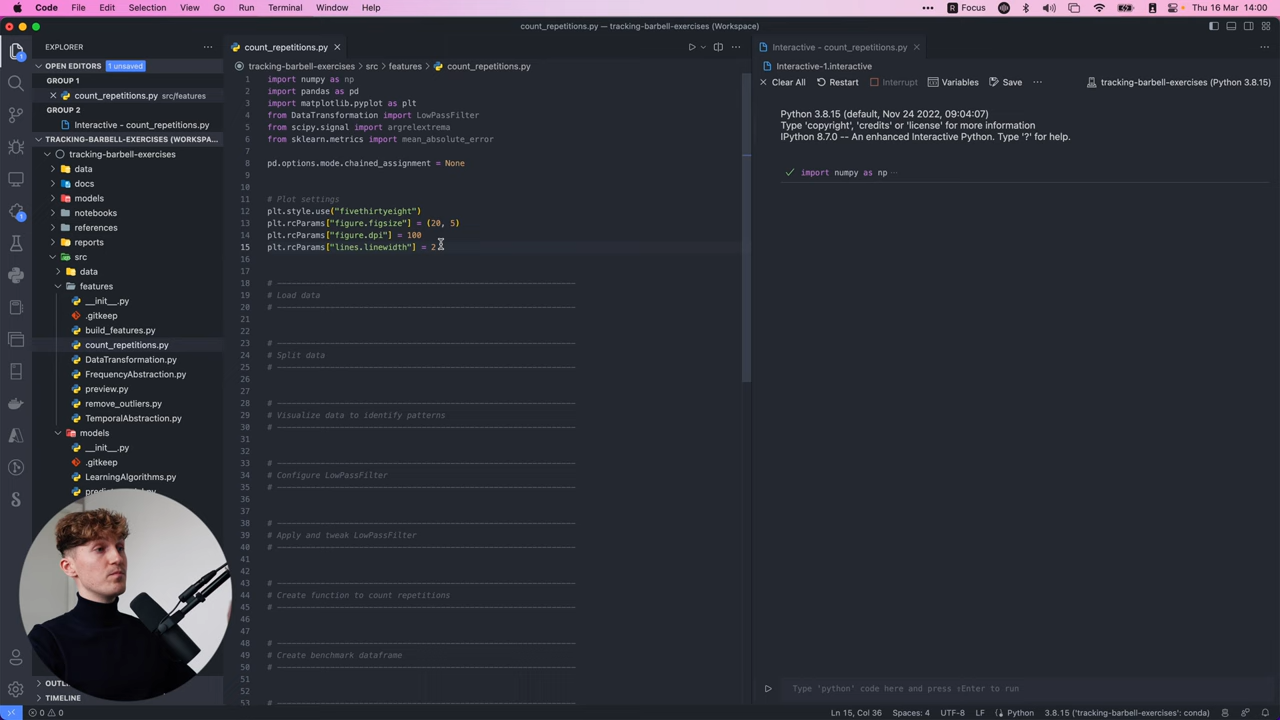 Code File Edit Selection View Go Run Terminal Window Help Focus Thu 16 Mar 14:00
count_repetitions.py — tracking-barbell-exercises (Workspace)
EXPLORER
OPEN EDITORS 1 unsaved
GROUP 1
count_repetitions.py src/features
GROUP 2
Interactive - count_repetitions.py
TRACKING-BARBELL-EXERCISES (WORKSPA...
tracking-barbell-exercises
data
docs
models
notebooks
references
reports
src
data
features
__init__.py
.gitkeep
build_features.py
count_repetitions.py
DataTransformation.py
FrequencyAbstraction.py
preview.py
remove_outliers.py
TemporalAbstraction.py
models
__init__.py
.gitkeep
LearningAlgorithms.py
TIMELINE
count_repetitions.py
tracking-barbell-exercises > src > features > count_repetitions.py
1 import numpy as np
2 import pandas as pd
3 import matplotlib.pyplot as plt
4 from DataTransformation import LowPassFilter
5 from scipy.signal import argrelextrema
6 from sklearn.metrics import mean_absolute_error
7
8 pd.options.mode.chained_assignment = None
9
10
11 # Plot settings
12 plt.style.use("fivethirtyeight")
13 plt.rcParams["figure.figsize"] = (20, 5)
14 plt.rcParams["figure.dpi"] = 100
15 plt.rcParams["lines.linewidth"] = 2
16
17
18 # --------------------------------------------------------------
19 # Load data
20 # --------------------------------------------------------------
21
22
23 # --------------------------------------------------------------
24 # Split data
25 # --------------------------------------------------------------
26
27
28 # --------------------------------------------------------------
29 # Visualize data to identify patterns
30 # --------------------------------------------------------------
31
32
33 # --------------------------------------------------------------
34 # Configure LowPassFilter
35 # --------------------------------------------------------------
36
37
38 # --------------------------------------------------------------
39 # Apply and tweak LowPassFilter
40 # --------------------------------------------------------------
41
42
43 # --------------------------------------------------------------
44 # Create function to count repetitions
45 # --------------------------------------------------------------
46
47
48 # --------------------------------------------------------------
49 # Create benchmark dataframe
50 # --------------------------------------------------------------
51
52
53 # --------------------------------------------------------------
Interactive - count_repetitions.py
Interactive-1.interactive
Clear All Restart Interrupt Variables Save ... tracking-barbell-exercises (Python 3.8.15)
Python 3.8.15 (default, Nov 24 2022, 09:04:07)
Type 'copyright', 'credits' or 'license' for more information
IPython 8.7.0 -- An enhanced Interactive Python. Type '?' for help.
import numpy as np ...
Type 'python' code here and press ⇧Enter to run
0 0 Ln 15, Col 36 Spaces: 4 UTF-8 LF Python 3.8.15 ('tracking-barbell-exercises': conda)